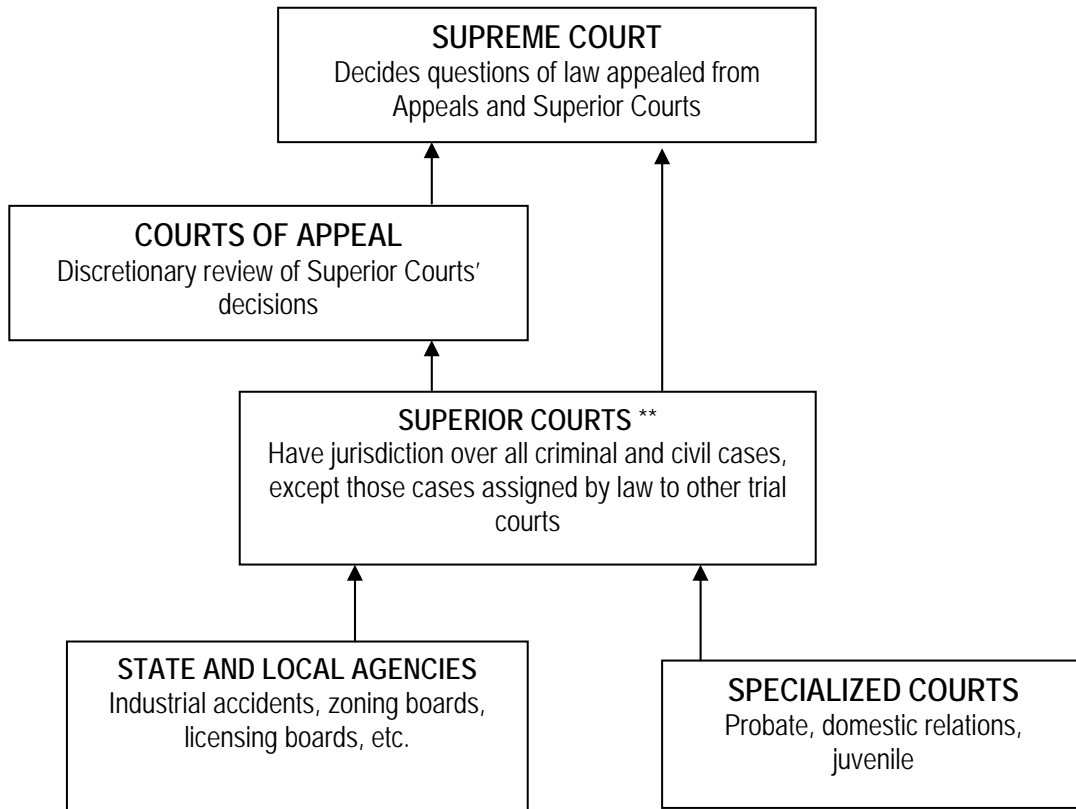 SUPREME COURT
Decides questions of law appealed from
Appeals and Superior Courts
COURTS OF APPEAL
Discretionary review of Superior Courts’
decisions
SUPERIOR COURTS **
Have jurisdiction over all criminal and civil cases,
except those cases assigned by law to other trial
courts
STATE AND LOCAL AGENCIES
Industrial accidents, zoning boards,
licensing boards, etc.
SPECIALIZED COURTS
Probate, domestic relations,
juvenile